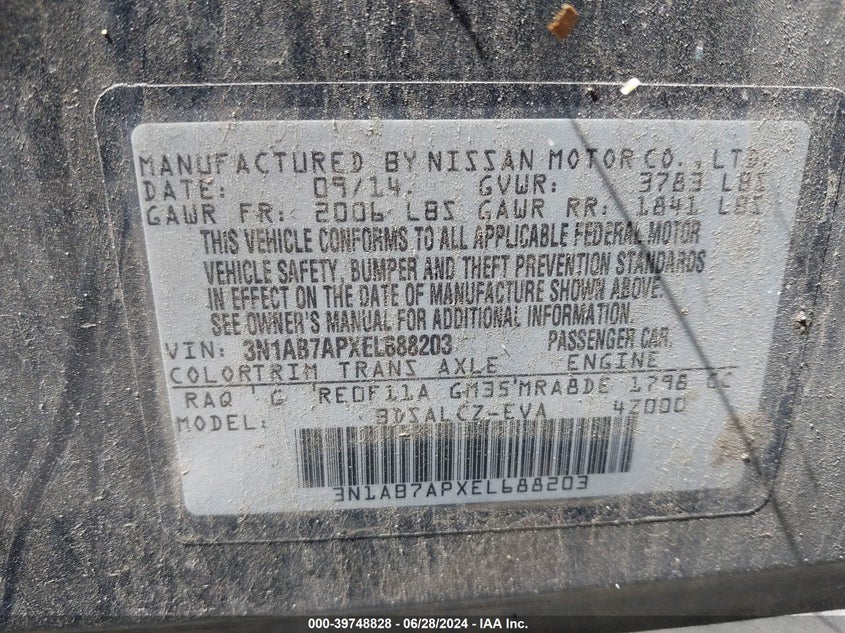 MANUFACTURED BY NISSAN MOTOR CO., LTD.
DATE: 09/14. GVWR: 3783 LBS
GAWR FR: 2006 LBS GAWR RR: 1841 LBS
THIS VEHICLE CONFORMS TO ALL APPLICABLE FEDERAL MOTOR
VEHICLE SAFETY, BUMPER AND THEFT PREVENTION STANDARDS
IN EFFECT ON THE DATE OF MANUFACTURE SHOWN ABOVE.
SEE OWNER'S MANUAL FOR ADDITIONAL INFORMATION.
VIN: 3N1AB7APXEL688203 PASSENGER CAR.
COLORTRIM TRANS AXLE ENGINE
RAQ ' G 'RE0F11A GM35'MRA8DE 1798 CC
MODEL: BDSALCZ-EVA 4Z000
3N1AB7APXEL688203
000-39748828 - 06/28/2024 - IAA Inc.